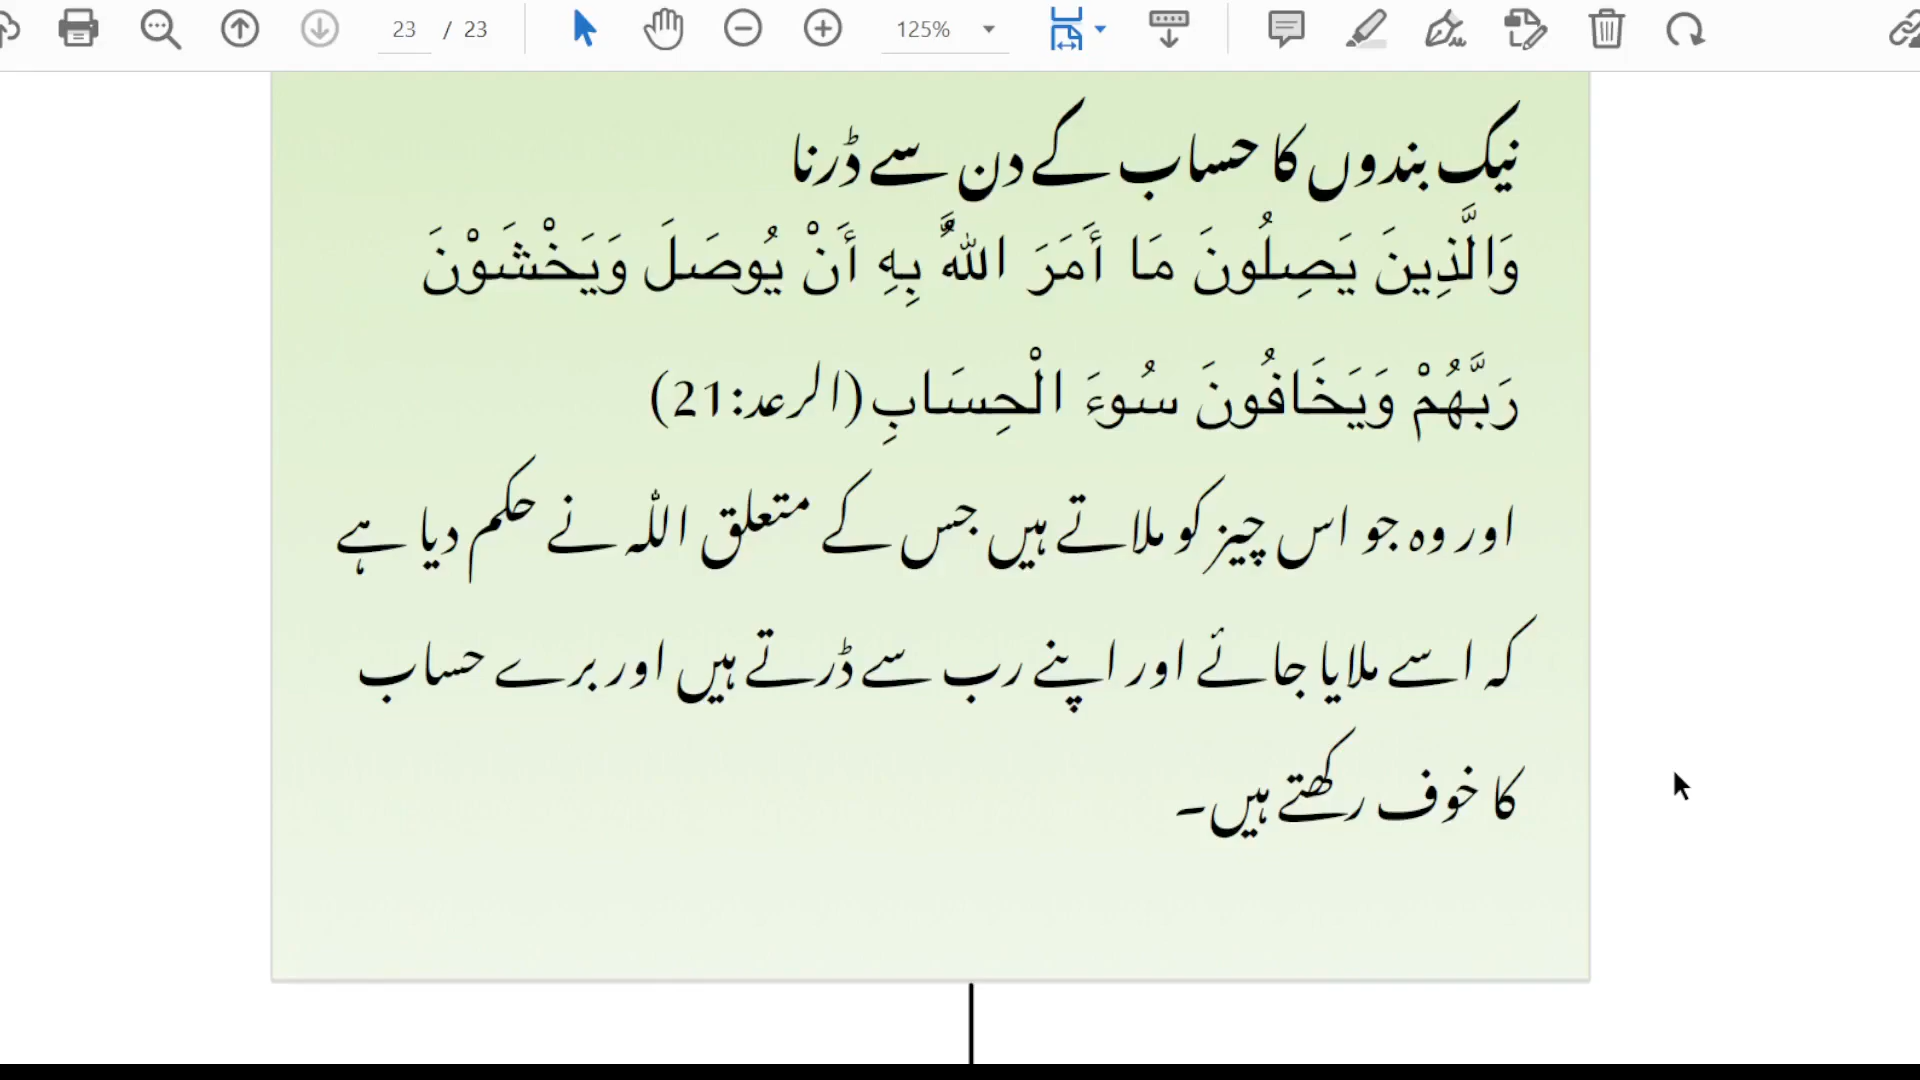 23 / 23
125%
نیک بندوں کا حساب کے دن سے ڈرنا
وَالَّذِينَ يَصِلُونَ مَا أَمَرَ اللَّهُ بِهِ أَنْ يُوصَلَ وَيَخْشَوْنَ
رَبَّهُمْ وَيَخَافُونَ سُوءَ الْحِسَابِ (الرعد:21)
اور وہ جو اس چیز کو ملاتے ہیں جس کے متعلق اللہ نے حکم دیا ہے
کہ اسے ملایا جائے اور اپنے رب سے ڈرتے ہیں اور برے حساب
کا خوف رکھتے ہیں۔